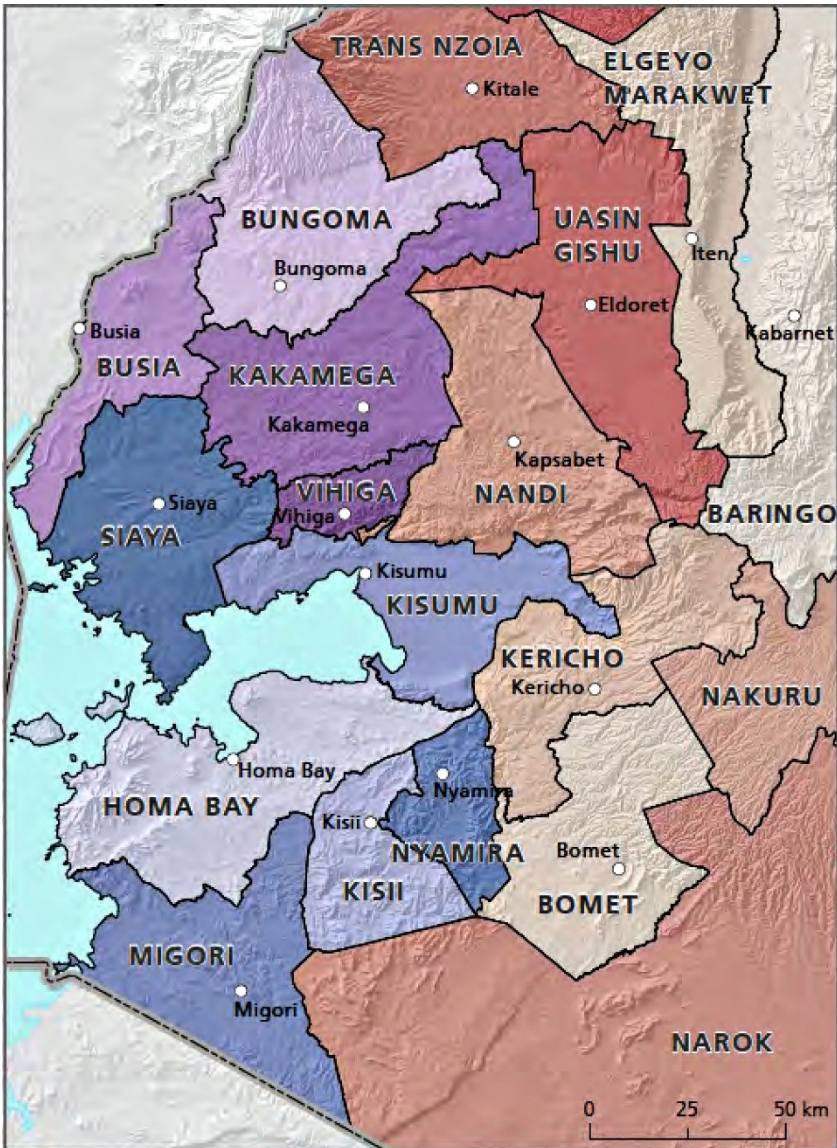 TRANS NZOIA
Kitale
ELGEYO
MARAKWET
BUNGOMA
Bungoma
UASIN
GISHU
Iten
Eldoret
Kabarnet
Busia
BUSIA
KAKAMEGA
Kakamega
Kapsabet
NANDI
VIHIGA
Vihiga
Siaya
SIAYA
BARINGO
Kisumu
KISUMU
KERICHO
Kericho
NAKURU
Homa Bay
HOMA BAY
Nyamira
NYAMIRA
Kisii
KISII
Bomet
BOMET
MIGORI
Migori
NAROK
0 25 50 km